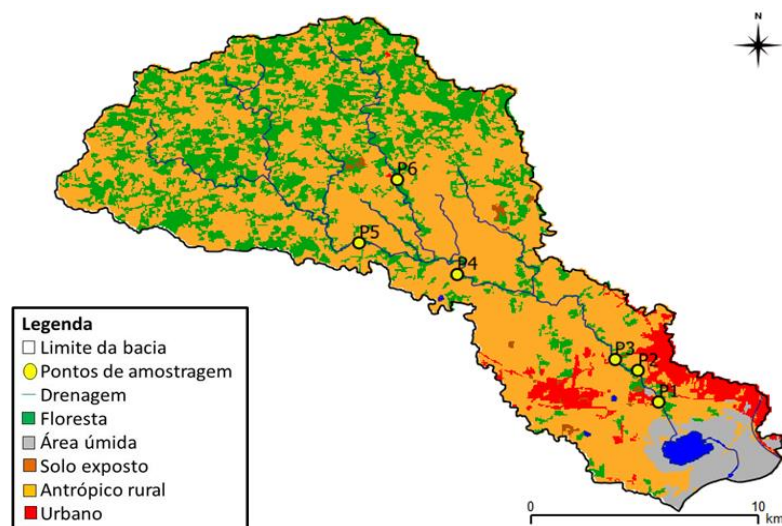 N
P6
P5
P4
P3
P2
P1
Legenda
Limite da bacia
Pontos de amostragem
Drenagem
Floresta
Área úmida
Solo exposto
Antrópico rural
Urbano
0 10
km